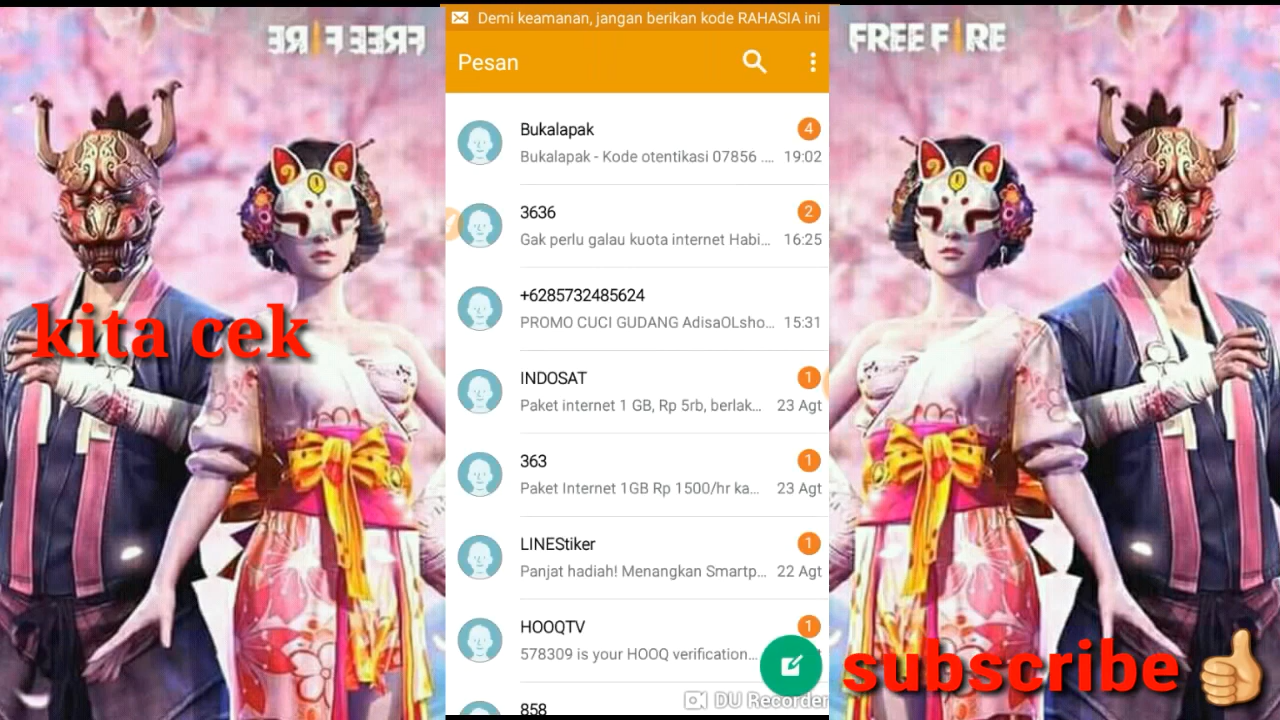 FREE FIRE
Demi keamanan, jangan berikan kode RAHASIA ini
FREE FIRE
Pesan
Bukalapak
4
Bukalapak - Kode otentikasi 07856 ....
19:02
3636
2
Gak perlu galau kuota internet Habi...
16:25
+6285732485624
PROMO CUCI GUDANG AdisaOLsho...
15:31
kita cek
INDOSAT
1
Paket internet 1 GB, Rp 5rb, berlak...
23 Agt
363
1
Paket Internet 1GB Rp 1500/hr ka...
23 Agt
LINEStiker
1
Panjat hadiah! Menangkan Smartp...
22 Agt
HOOQTV
1
578309 is your HOOQ verification...
subscribe
DU Recorder
858